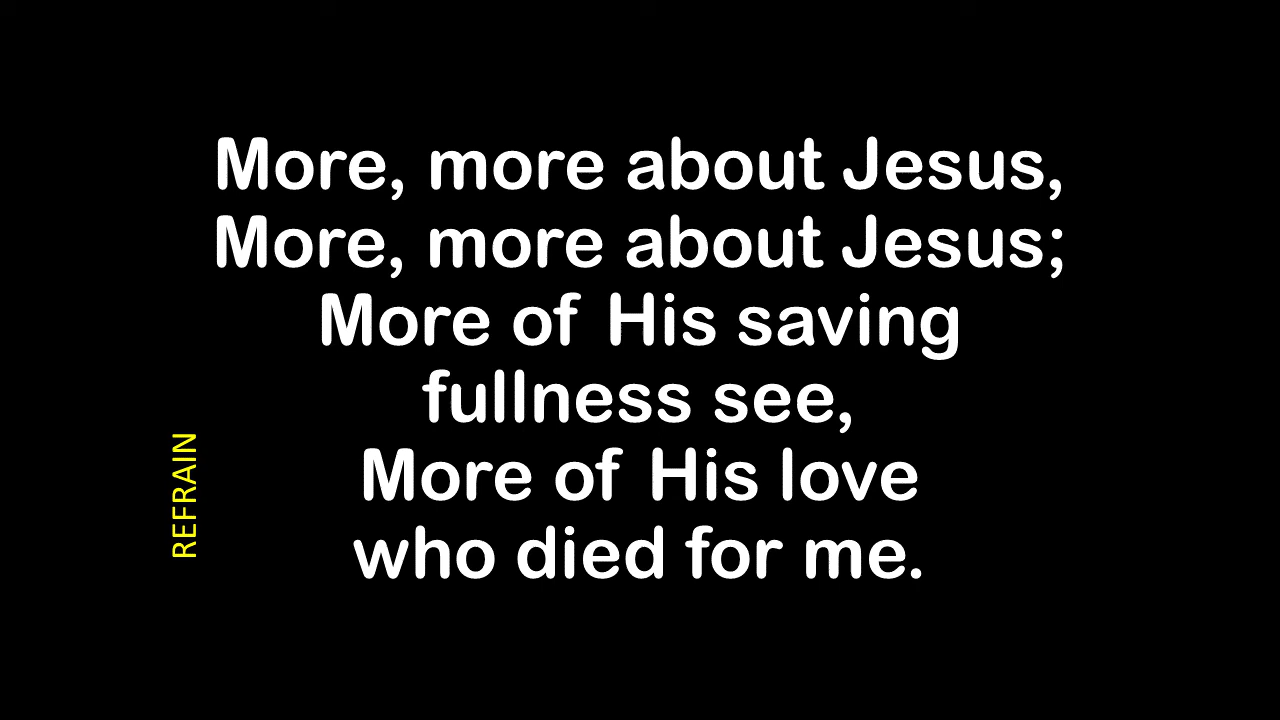 More, more about Jesus,
More, more about Jesus;
More of His saving
fullness see,
More of His love
who died for me.
REFRAIN